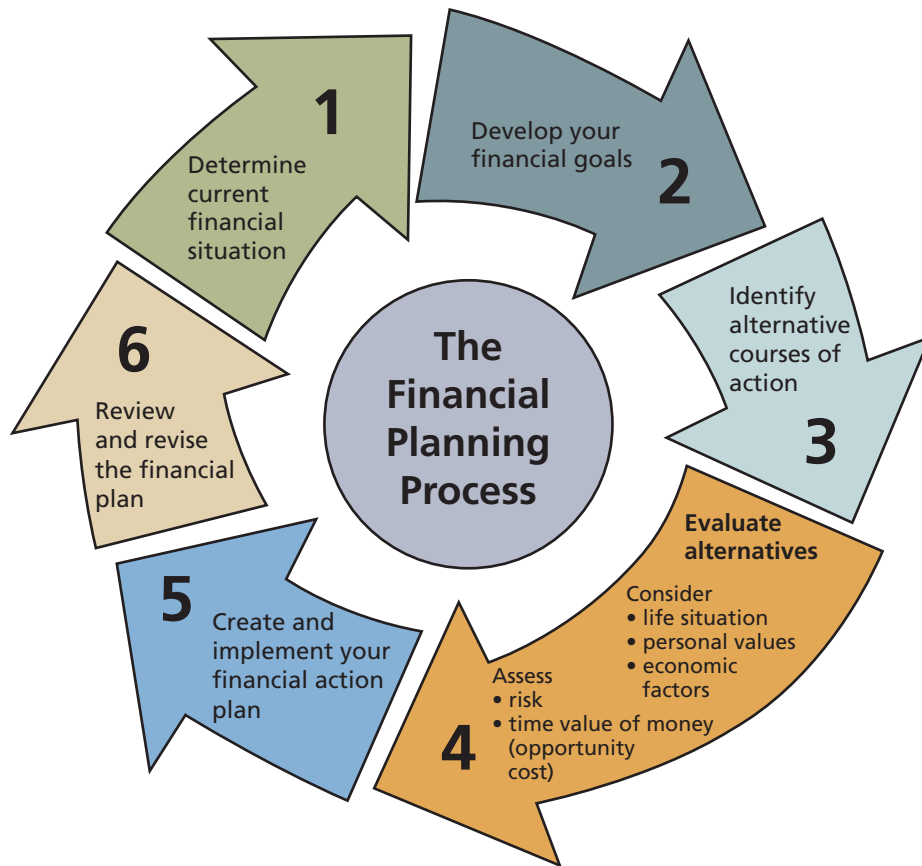 The
Financial
Planning
Process
1
Determine
current
financial
situation
Develop your
financial goals
2
Identify
alternative
courses of
action
3
Evaluate
alternatives
Consider
• life situation
• personal values
• economic
factors
Assess
• risk
• time value of money
(opportunity
cost)
4
5
Create and
implement your
financial action
plan
6
Review
and revise
the financial
plan